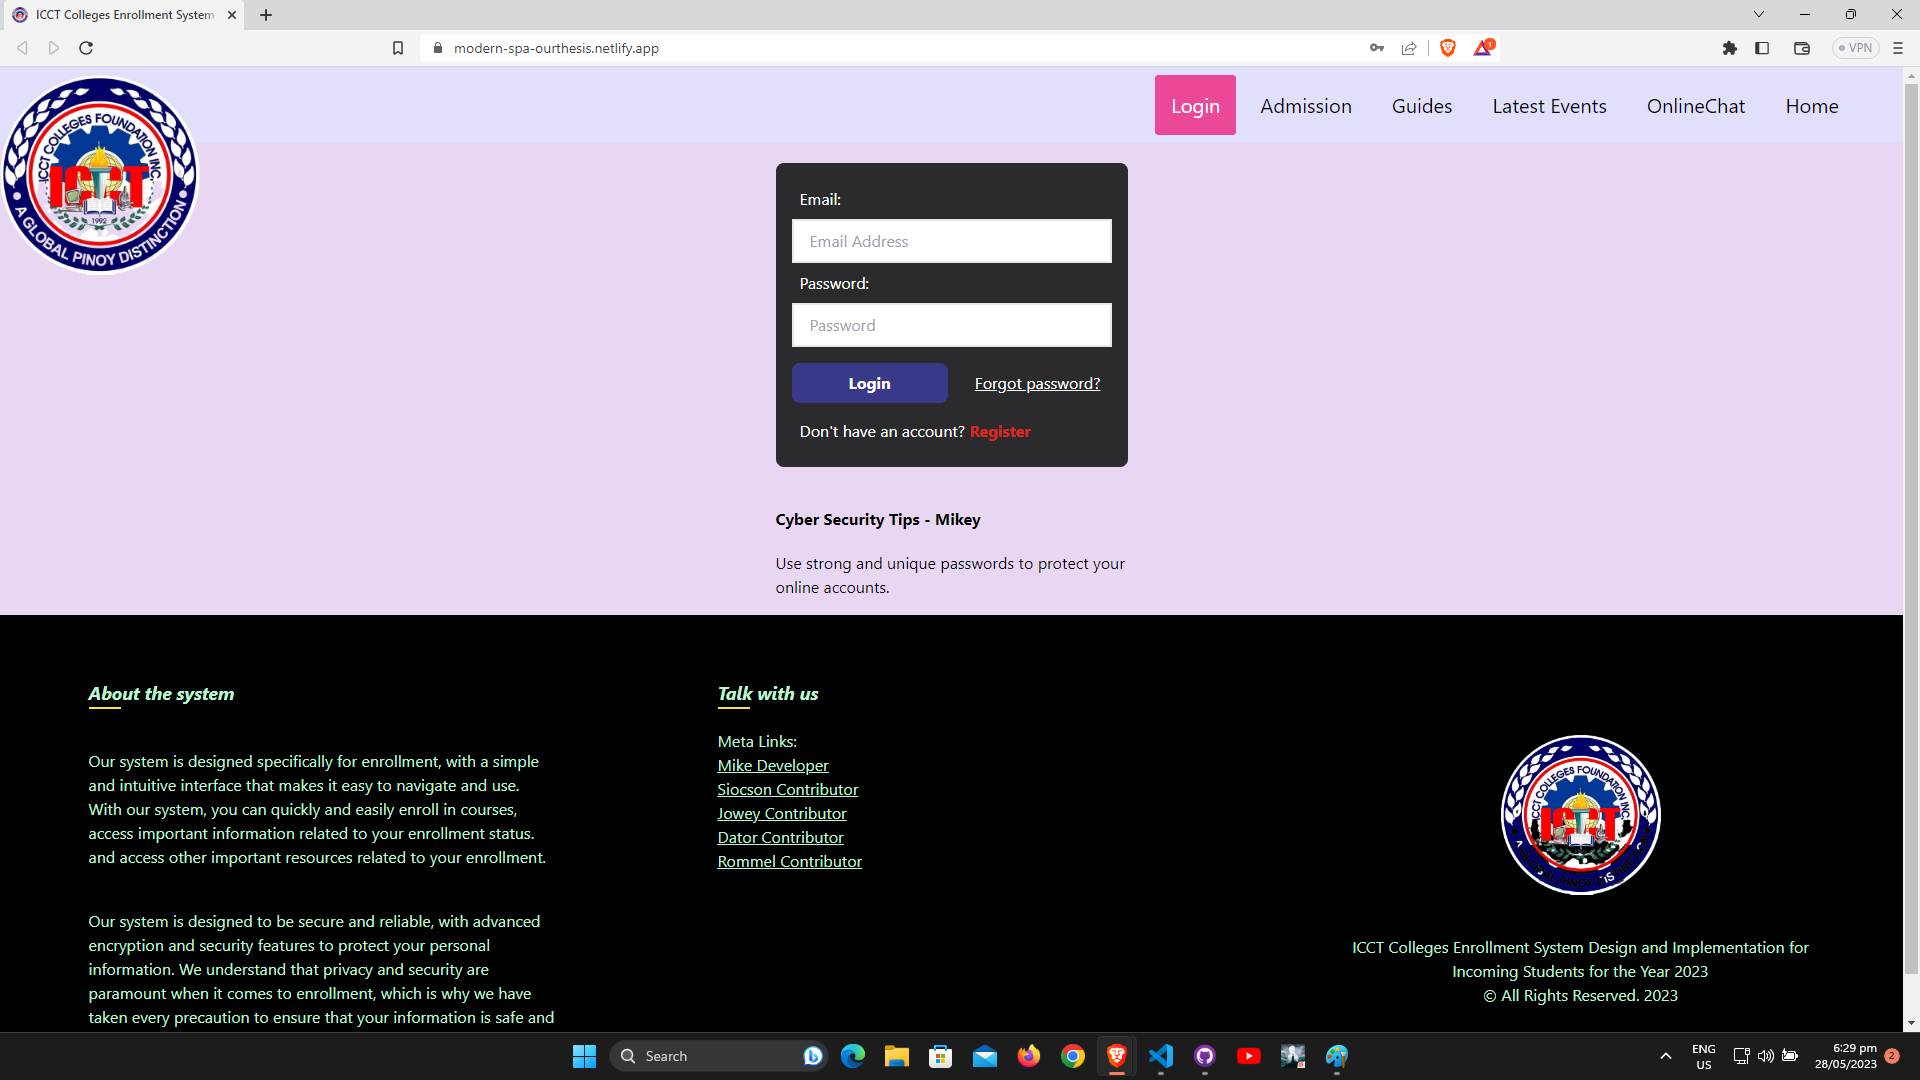 ICCT Colleges Enrollment System
modern-spa-ourthesis.netlify.app
1
VPN
ICCT COLLEGES FOUNDATION INC.
ICCT
1992
A GLOBAL PINOY DISTINCTION
Login
Admission
Guides
Latest Events
OnlineChat
Home
Email:
Email Address
Password:
Password
Login
Forgot password?
Don't have an account? Register
Cyber Security Tips - Mikey
Use strong and unique passwords to protect your
online accounts.
About the system
Our system is designed specifically for enrollment, with a simple
and intuitive interface that makes it easy to navigate and use.
With our system, you can quickly and easily enroll in courses,
access important information related to your enrollment status.
and access other important resources related to your enrollment.
Our system is designed to be secure and reliable, with advanced
encryption and security features to protect your personal
information. We understand that privacy and security are
paramount when it comes to enrollment, which is why we have
taken every precaution to ensure that your information is safe and
Talk with us
Meta Links:
Mike Developer
Siocson Contributor
Jowey Contributor
Dator Contributor
Rommel Contributor
ICCT COLLEGES FOUNDATION INC.
ICCT
A GLOBAL PINOY DISTINCTION
ICCT Colleges Enrollment System Design and Implementation for
Incoming Students for the Year 2023
© All Rights Reserved. 2023
Search
ENG
US
6:29 pm
28/05/2023
2